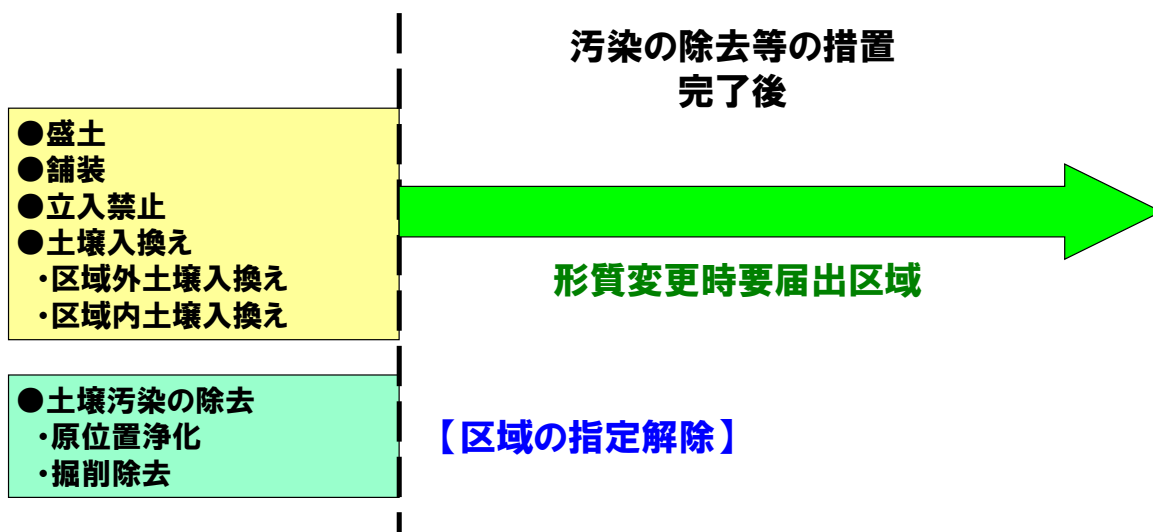 汚染の除去等の措置
完了後
●盛土
●舗装
●立入禁止
●土壌入換え
・区域外土壌入換え
・区域内土壌入換え
形質変更時要届出区域
●土壌汚染の除去
・原位置浄化
・掘削除去
【区域の指定解除】